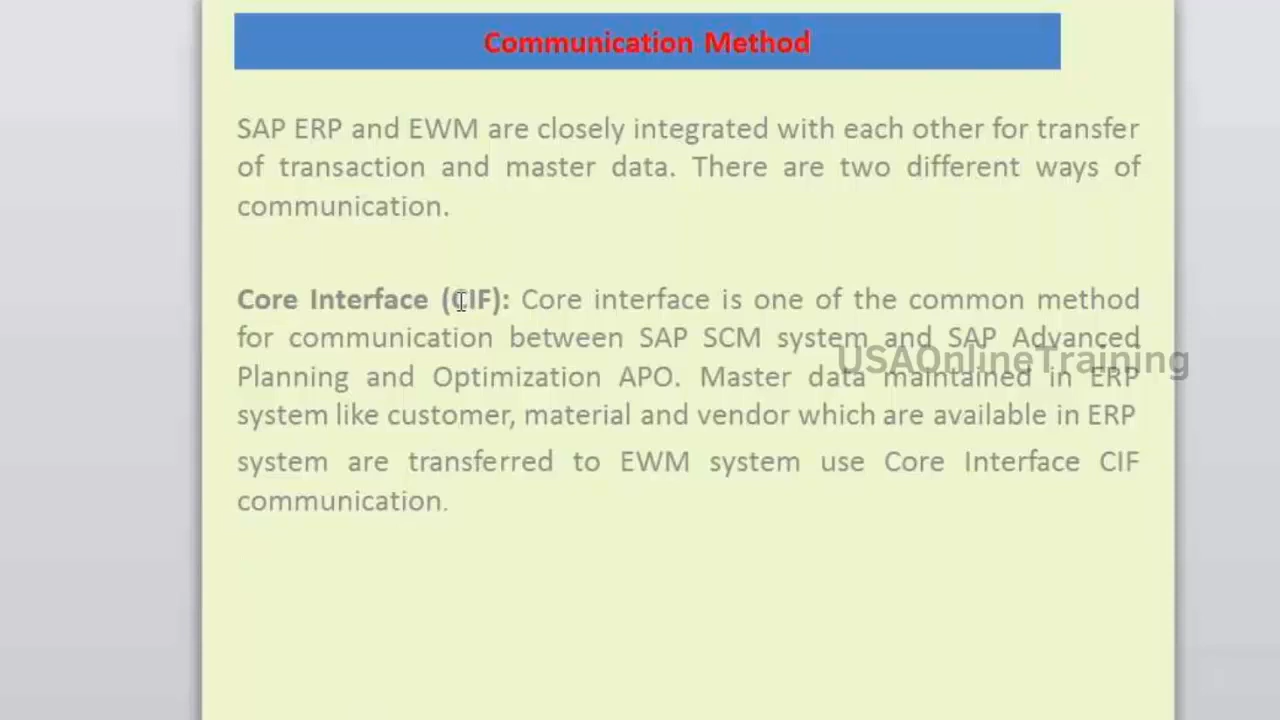 Communication Method
SAP ERP and EWM are closely integrated with each other for transfer
of transaction and master data. There are two different ways of
communication.
Core Interface (CIF): Core interface is one of the common method
for communication between SAP SCM system and SAP Advanced
USAOnlineTraining
Planning and Optimization APO. Master data maintained in ERP
system like customer, material and vendor which are available in ERP
system are transferred to EWM system use Core Interface CIF
communication.